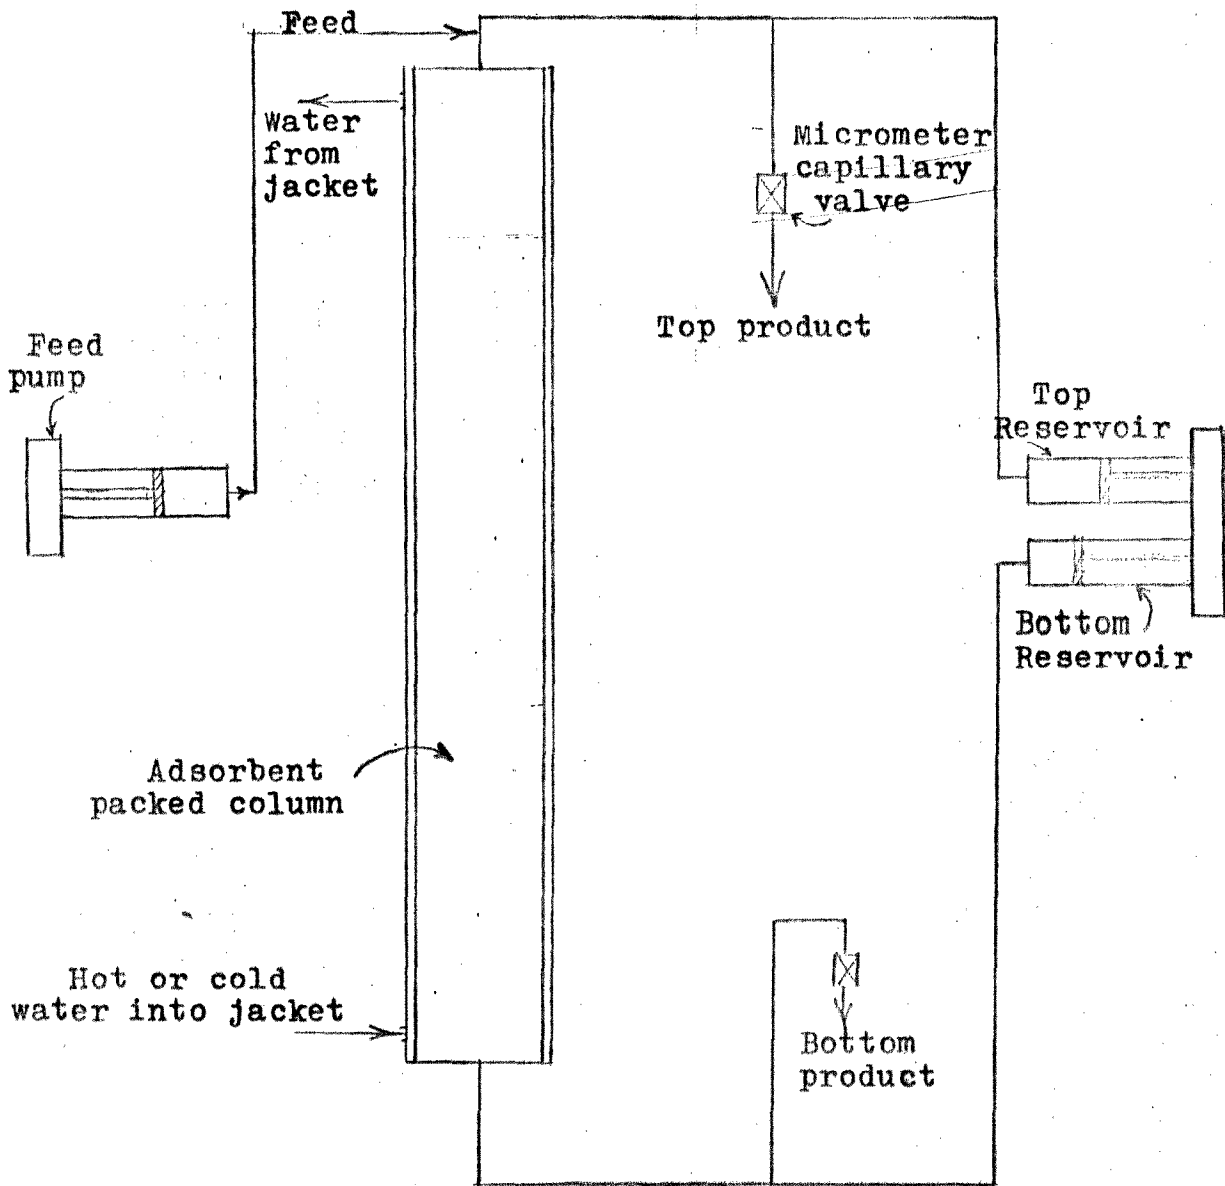 Feed
Water
from
jacket
Micrometer
capillary
valve
Top product
Feed
pump
Top
Reservoir
Bottom
Reservoir
Adsorbent
packed column
Hot or cold
water into jacket
Bottom
product